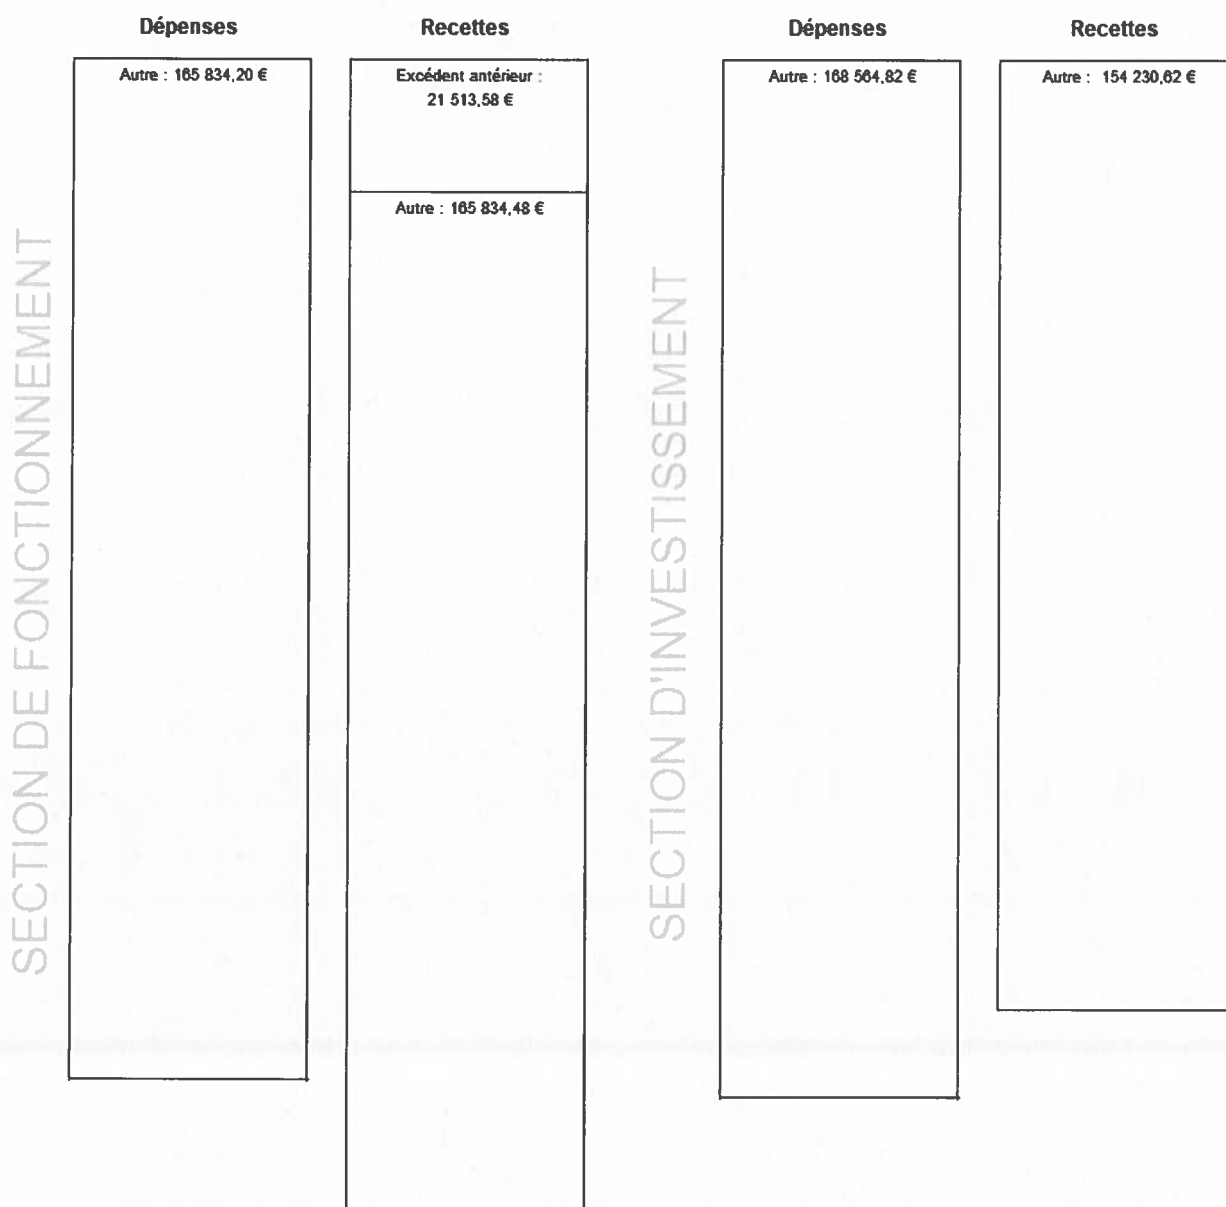 Dépenses
Recettes
Autre : 165 834,20 €
Excédent antérieur :
21 513,58 €
Autre : 165 834,48 €
SECTION DE FONCTIONNEMENT
Dépenses
Recettes
Autre : 168 564,82 €
Autre : 154 230,62 €
SECTION D'INVESTISSEMENT